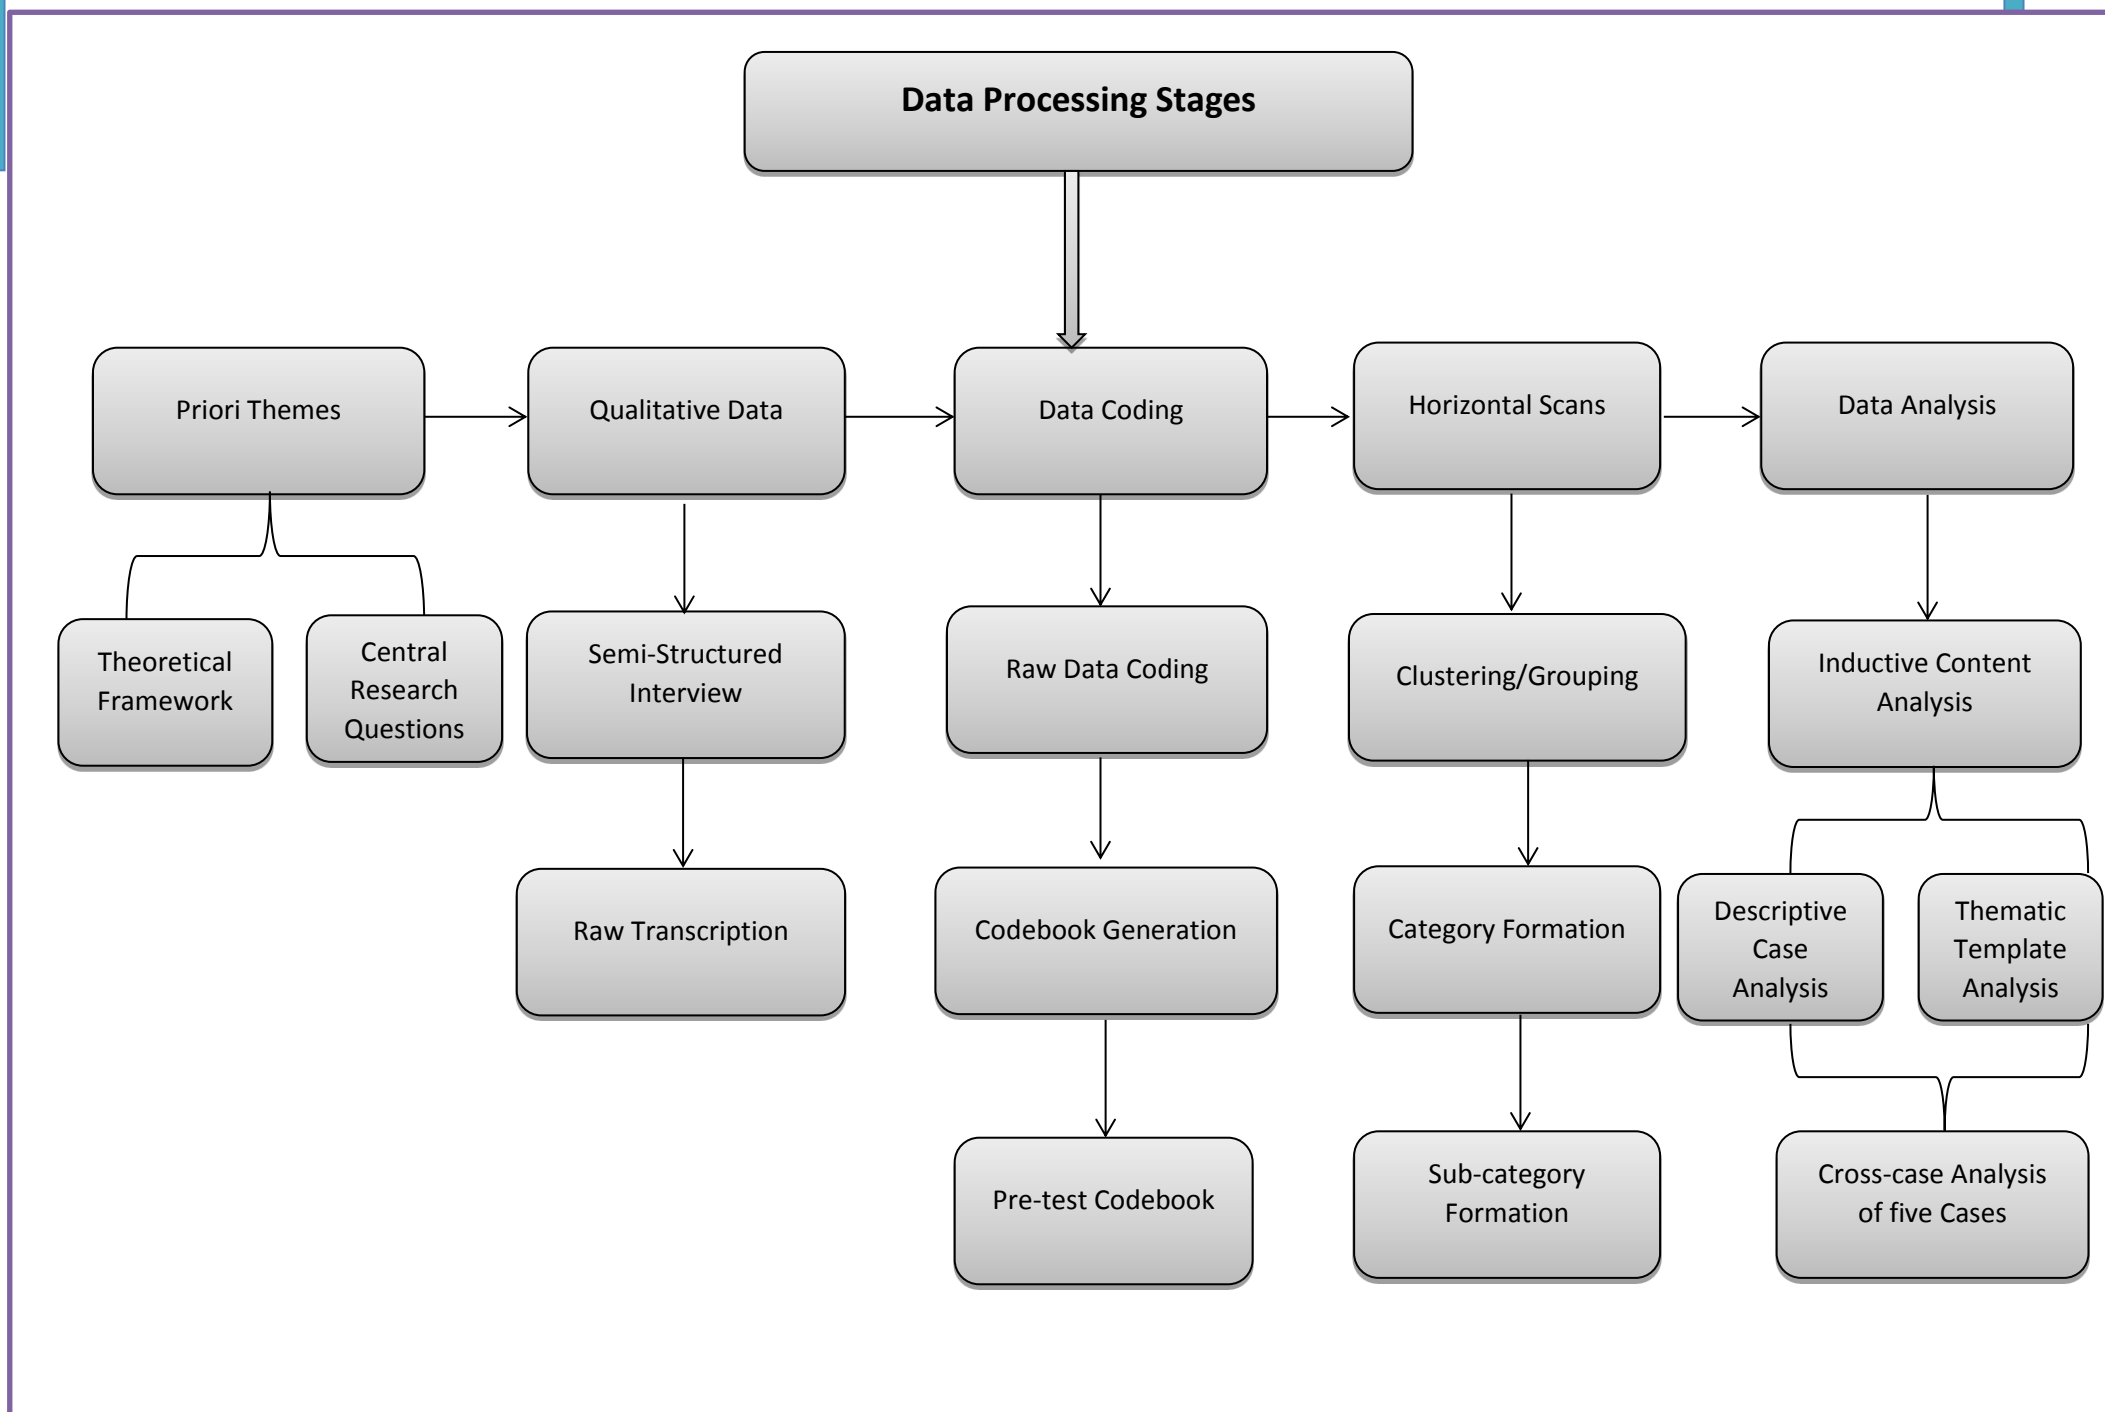 Data Processing Stages
Priori Themes
Qualitative Data
Data Coding
Horizontal Scans
Data Analysis
Theoretical
Framework
Central
Research
Questions
Semi-Structured
Interview
Raw Data Coding
Clustering/Grouping
Inductive Content
Analysis
Raw Transcription
Codebook Generation
Category Formation
Descriptive
Case
Analysis
Thematic
Template
Analysis
Pre-test Codebook
Sub-category
Formation
Cross-case Analysis
of five Cases